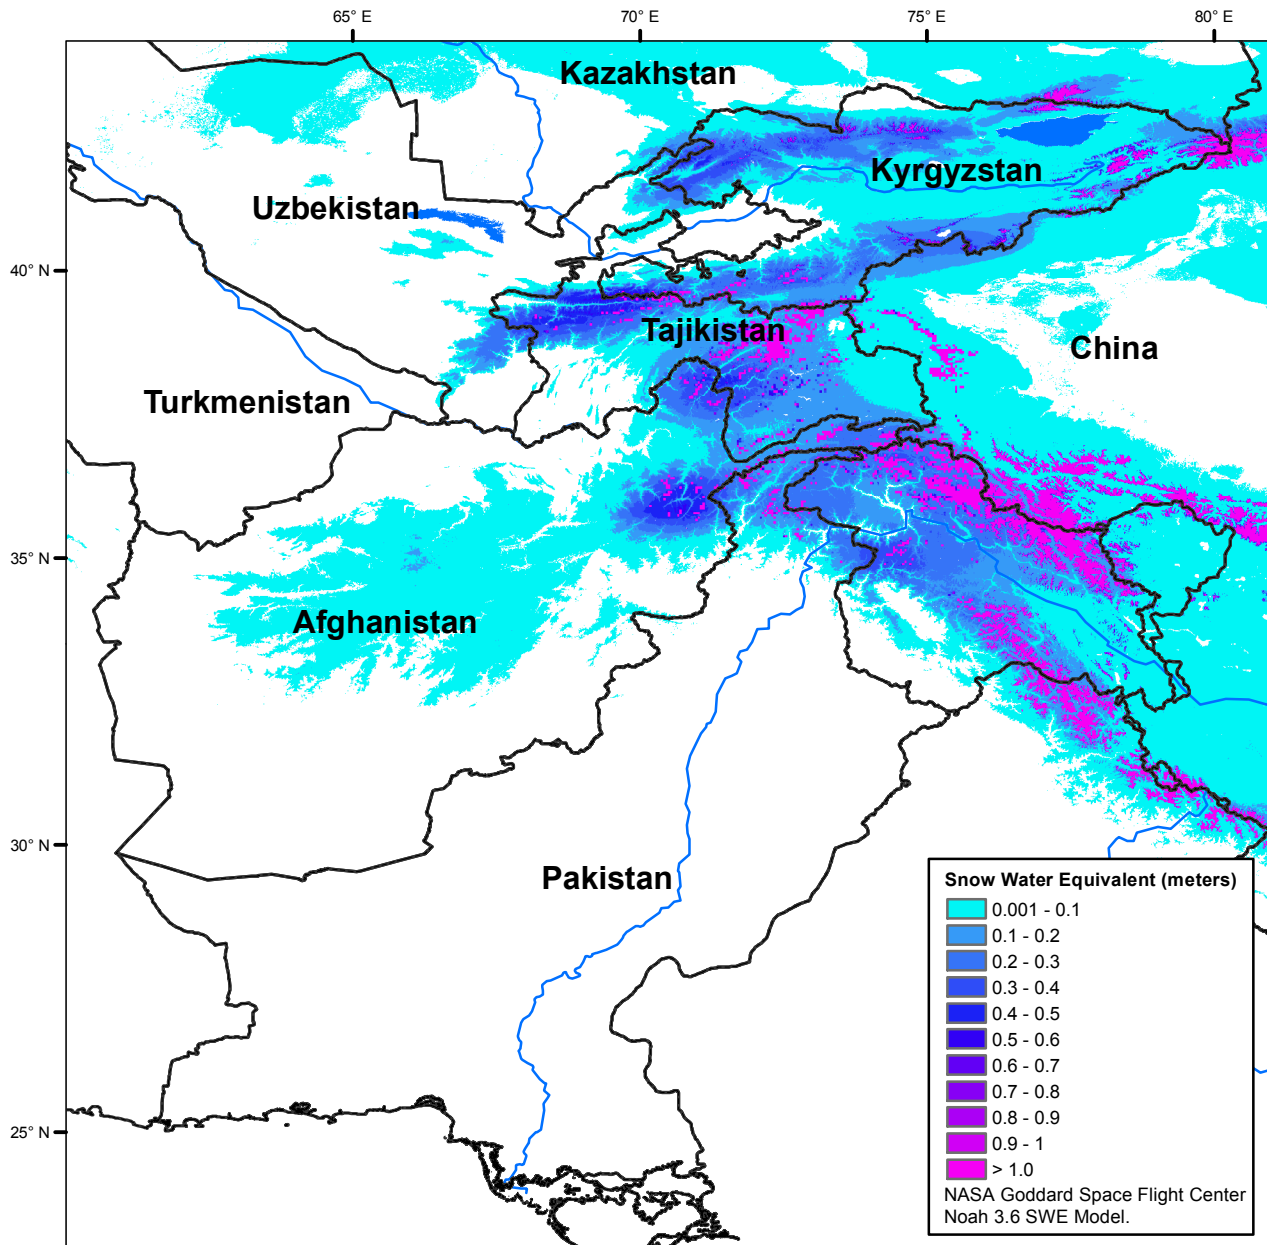 65° E
70° E
75° E
80° E
Kazakhstan
Kyrgyzstan
Uzbekistan
40° N
Tajikistan
China
Turkmenistan
35° N
Afghanistan
30° N
Pakistan
25° N
Snow Water Equivalent (meters)
0.001 - 0.1
0.1 - 0.2
0.2 - 0.3
0.3 - 0.4
0.4 - 0.5
0.5 - 0.6
0.6 - 0.7
0.7 - 0.8
0.8 - 0.9
0.9 - 1
> 1.0
NASA Goddard Space Flight Center
Noah 3.6 SWE Model.